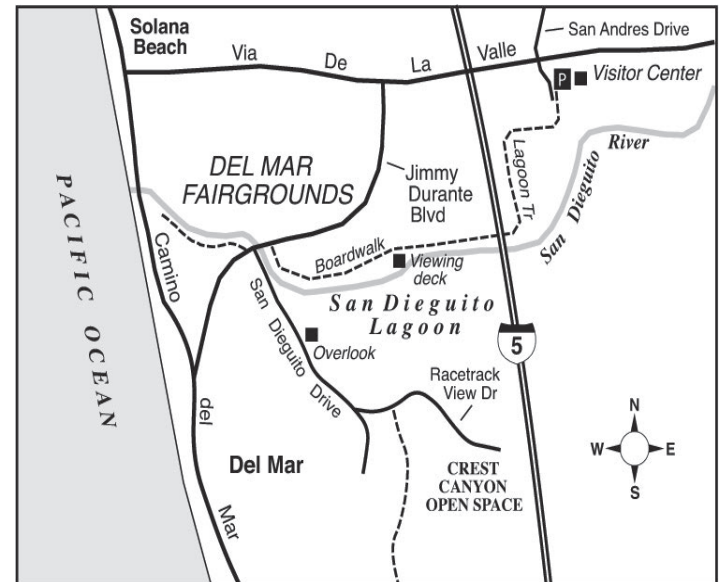 Solana
Beach
San Andres Drive
Via De La Valle
P
Visitor Center
DEL MAR
FAIRGROUNDS
Jimmy
Durante
Blvd
Lagoon Tr
San Dieguito River
PACIFIC OCEAN
Camino del Mar
Boardwalk
Viewing
deck
San Dieguito
Lagoon
San Dieguito Drive
Overlook
5
Racetrack
View Dr
Del Mar
CREST
CANYON
OPEN SPACE
N
W
E
S